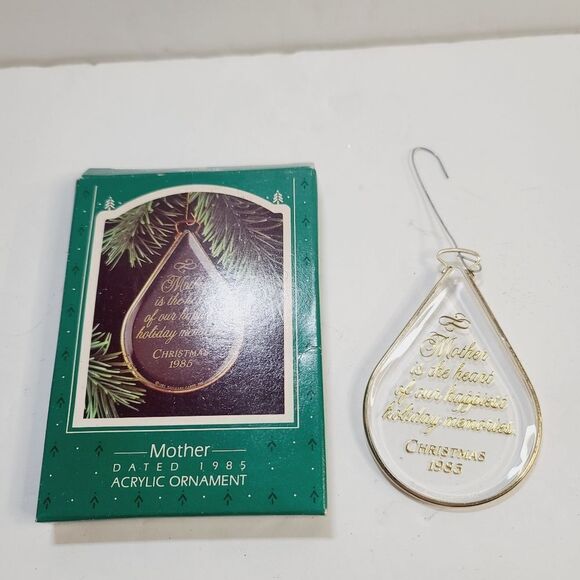 Mother
is the heart
of our happiest
holiday memories
CHRISTMAS
1985
Mother
DATED 1985
ACRYLIC ORNAMENT
Mother
is the heart
of our happiest
holiday memories.
CHRISTMAS
1985